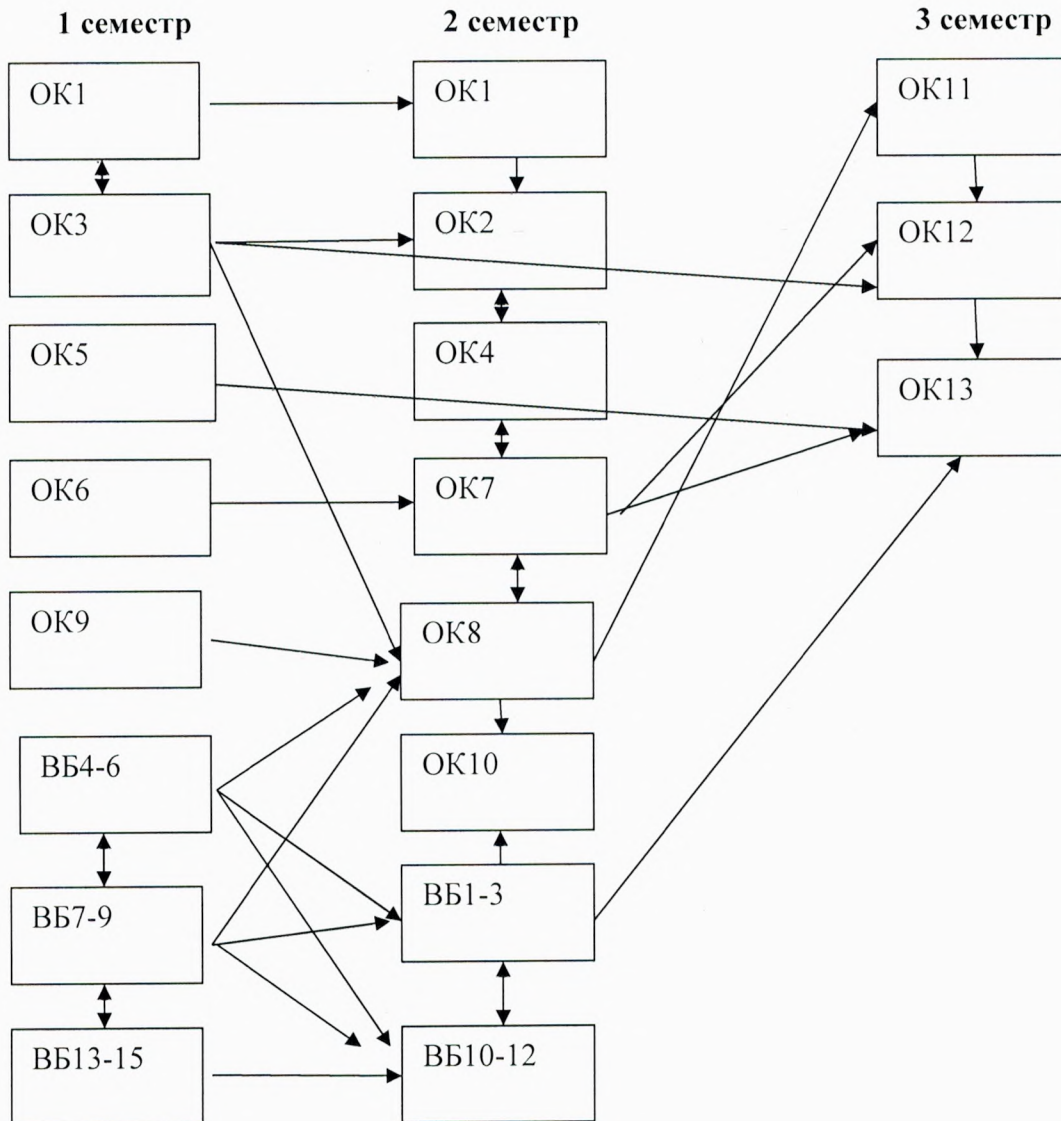 1 семестр
2 семестр
3 семестр
ОК1
ОК3
ОК5
ОК6
ОК9
ВБ4-6
ВБ7-9
ВБ13-15
ОК1
ОК2
ОК4
ОК7
ОК8
ОК10
ВБ1-3
ВБ10-12
ОК11
ОК12
ОК13